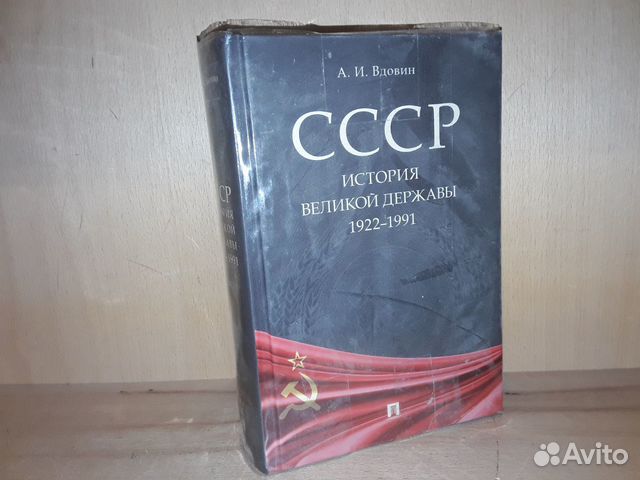 А. И. Вдовин
СССР
ИСТОРИЯ
ВЕЛИКОЙ ДЕРЖАВЫ
1922–1991
Avito